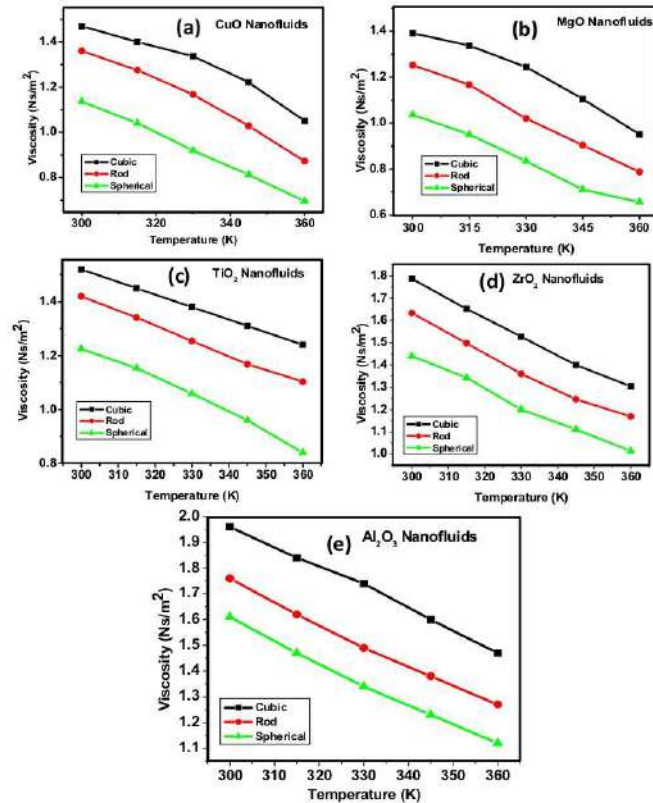 (a) CuO Nanofluids
Viscosity (Ns/m²)
1.4
1.2
1.0
0.8
Cubic
Rod
Spherical
300 310 320 330 340 350 360
Temperature (K)
(b) MgO Nanofluids
Viscosity (Ns/m²)
1.4
1.2
1.0
0.8
0.6
Cubic
Rod
Spherical
300 315 330 345 360
Temperature (K)
(c)
TiO₂ Nanofluids
Viscosity (Ns/m²)
1.4
1.2
1.0
0.8
Cubic
Rod
Spherical
300 310 320 330 340 350 360
Temperature (K)
(d) ZrO₂ Nanofluids
Viscosity (Ns/m²)
1.8
1.7
1.6
1.5
1.4
1.3
1.2
1.1
1.0
Cubic
Rod
Spherical
300 310 320 330 340 350 360
Temperature (K)
(e) Al₂O₃ Nanofluids
Viscosity (Ns/m²)
2.0
1.9
1.8
1.7
1.6
1.5
1.4
1.3
1.2
1.1
Cubic
Rod
Spherical
300 310 320 330 340 350 360
Temperature (K)